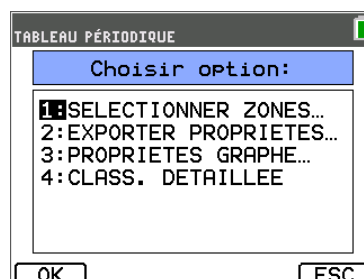 TABLEAU PÉRIODIQUE
Choisir option:
1:SELECTIONNER ZONES…
2:EXPORTER PROPRIETES…
3:PROPRIETES GRAPHE…
4:CLASS. DETAILLEE
OK
ESC